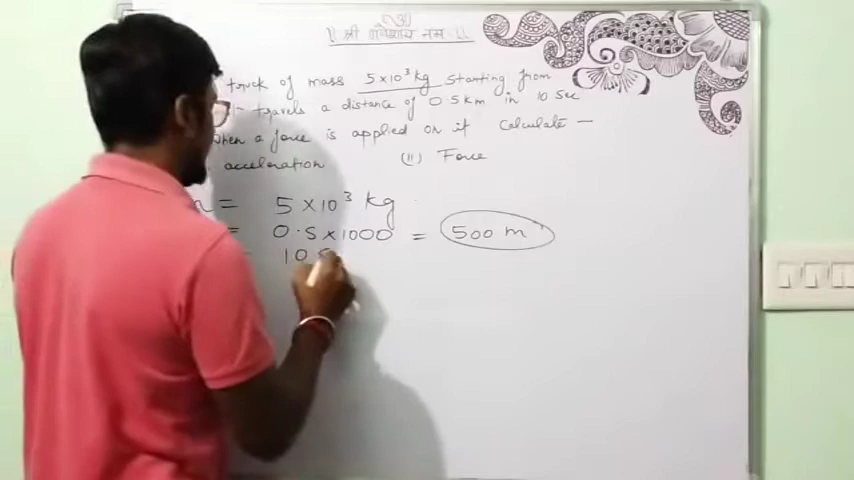 ॥ श्री गणेशाय नमः ॥
truck of mass 5×10³ kg starting from
travels a distance of 0.5 km in 10 Sec
when a force is applied on it Calculate —
acceleration (ii) Force
= 5 × 10³ kg
= 0.5 × 1000 = 500 m
10 S